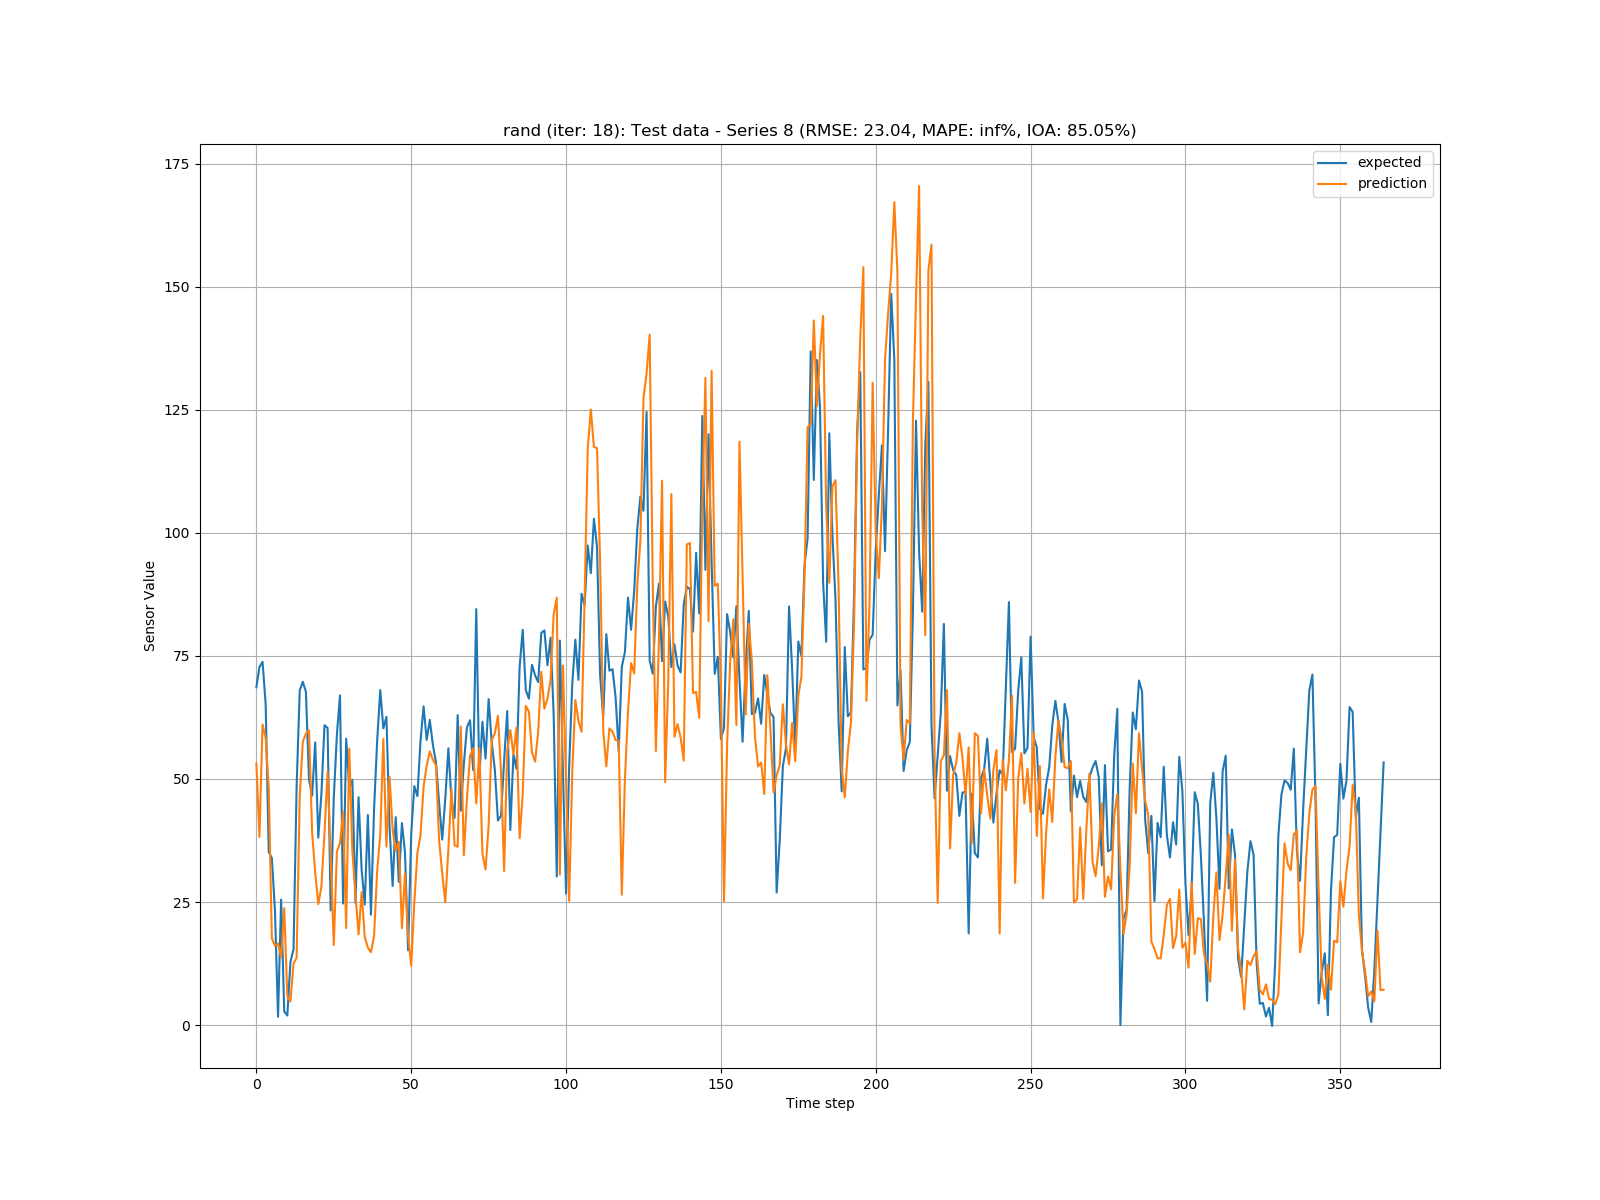 rand (iter: 18): Test data - Series 8 (RMSE: 23.04, MAPE: inf%, IOA: 85.05%)
expected
prediction
175
150
125
100
75
50
25
0
Sensor Value
0 50 100 150 200 250 300 350
Time step